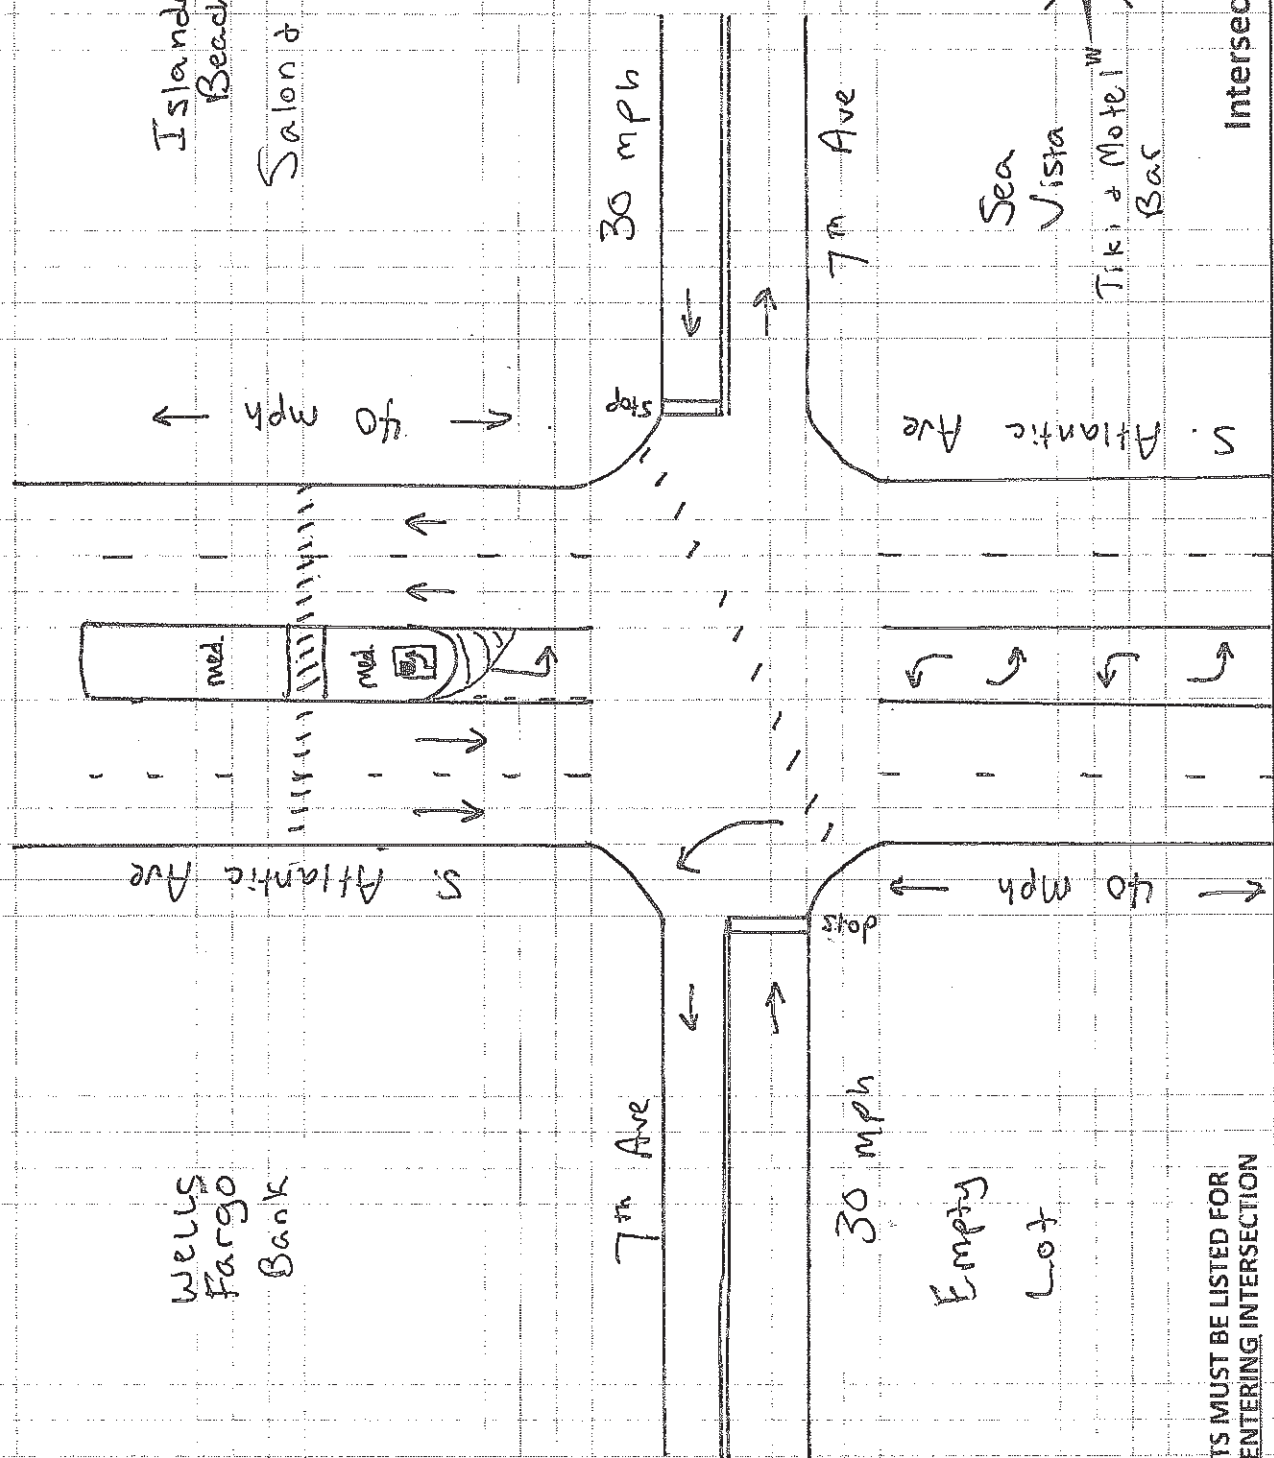 Island
Beach
Salon &
30 mph
7th Ave
Sea
Vista
Tiki & Motel
Bar
W
Intersec
40 mph
stop
S. Atlantic Ave
med.
med.
S. Atlantic Ave
stop
40 mph
Wells
Fargo
Bank
7th Ave
30 mph
Empty
Lot
TS MUST BE LISTED FOR
ENTERING INTERSECTION